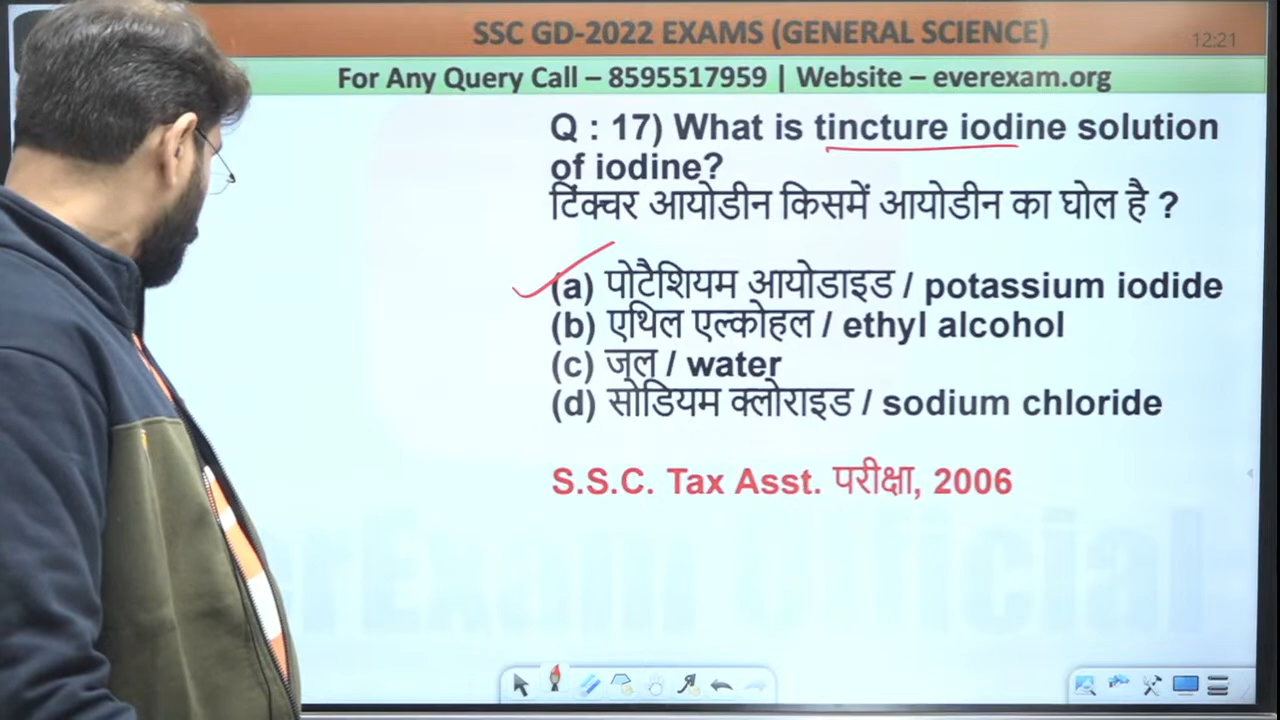 SSC GD-2022 EXAMS (GENERAL SCIENCE)
12:21
For Any Query Call – 8595517959 | Website – everexam.org
Q : 17) What is tincture iodine solution
of iodine?
टिंक्चर आयोडीन किसमें आयोडीन का घोल है ?
(a) पोटैशियम आयोडाइड / potassium iodide
(b) एथिल एल्कोहल / ethyl alcohol
(c) जल / water
(d) सोडियम क्लोराइड / sodium chloride
S.S.C. Tax Asst. परीक्षा, 2006
erExam Official